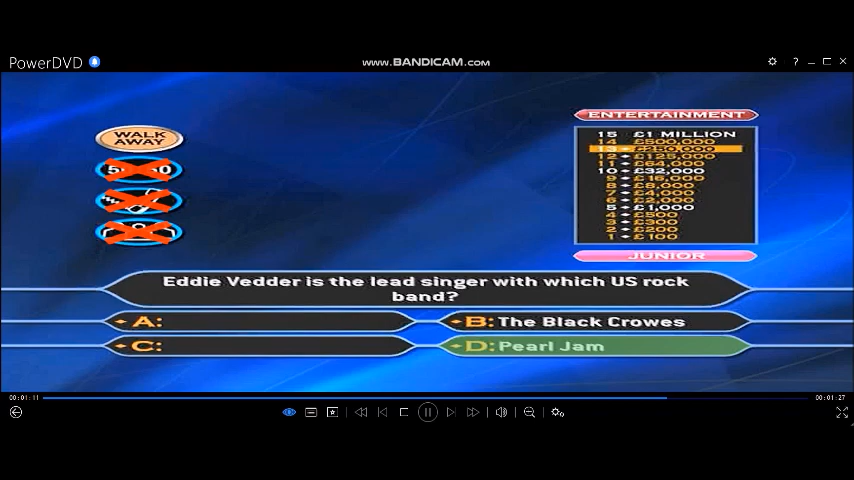 PowerDVD
www.BANDICAM.com
?
WALK
AWAY
ENTERTAINMENT
15 £1 MILLION
14 £500,000
13 £250,000
12 £125,000
11 £64,000
10 £32,000
9 £16,000
8 £8,000
7 £4,000
6 £2,000
5 £1,000
4 £500
3 £300
2 £200
1 £100
JUNIOR
Eddie Vedder is the lead singer with which US rock
band?
A:
B: The Black Crowes
C:
D: Pearl Jam
00:01:11
00:01:27